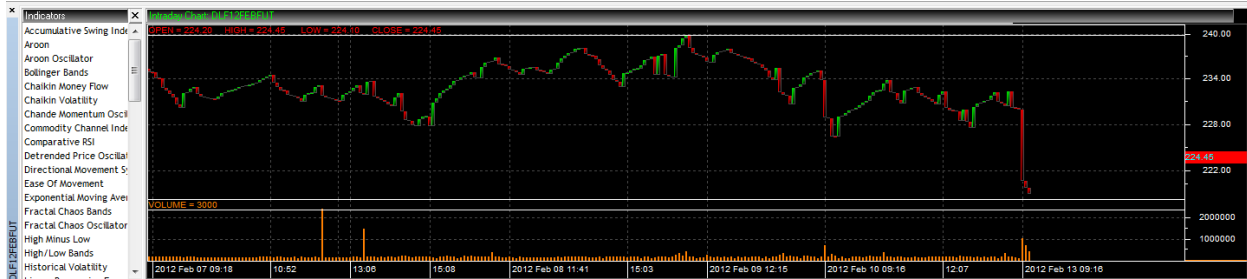 Indicators
Accumulative Swing Inde
Aroon
Aroon Oscillator
Bollinger Bands
Chaikin Money Flow
Chaikin Volatility
Chande Momentum Oscil
Commodity Channel Inde
Comparative RSI
Detrended Price Oscillat
Directional Movement Sy
Ease Of Movement
Exponential Moving Aver
Fractal Chaos Bands
Fractal Chaos Oscillator
High Minus Low
High/Low Bands
Historical Volatility
DLF12FEBFUT
Intraday Chart: DLF12FEBFUT
OPEN = 224.20 HIGH = 224.45 LOW = 224.10 CLOSE = 224.45
240.00
234.00
228.00
224.45
222.00
VOLUME = 3000
2000000
1000000
2012 Feb 07 09:18 10:52 13:06 15:08 2012 Feb 08 11:41 15:03 2012 Feb 09 12:15 2012 Feb 10 09:16 12:07 2012 Feb 13 09:16